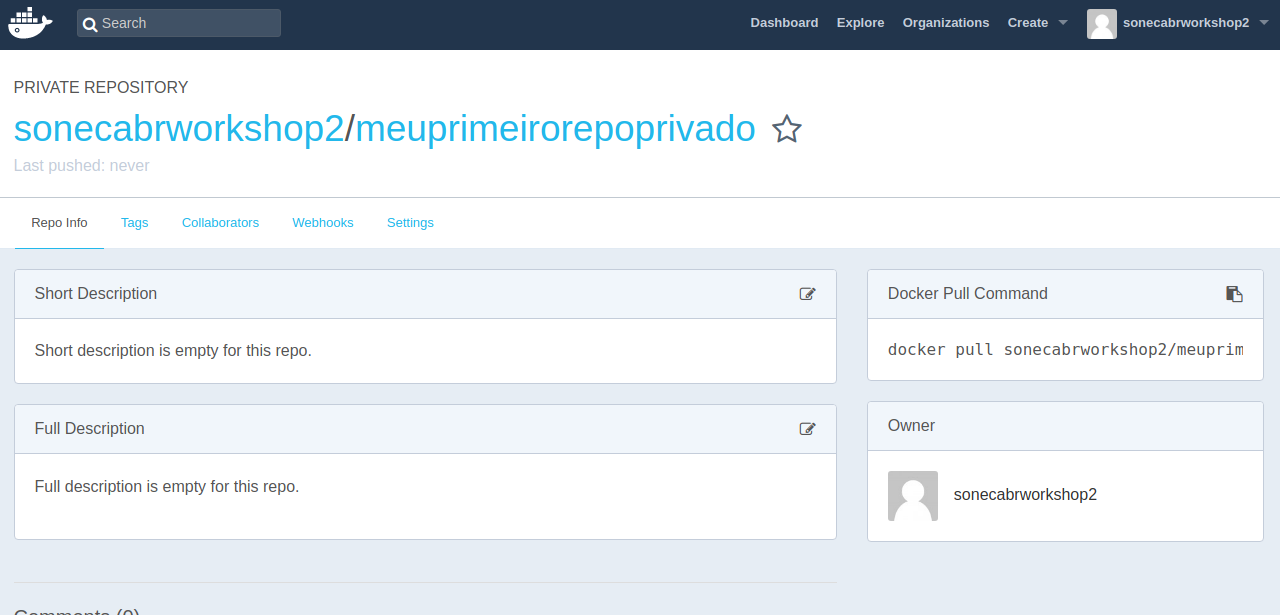 Search
Dashboard Explore Organizations Create sonecabrworkshop2
PRIVATE REPOSITORY
sonecabrworkshop2/meuprimeirorepoprivado
Last pushed: never
Repo Info Tags Collaborators Webhooks Settings
Short Description
Short description is empty for this repo.
Full Description
Full description is empty for this repo.
Docker Pull Command
docker pull sonecabrworkshop2/meuprim
Owner
sonecabrworkshop2
Comments (0)